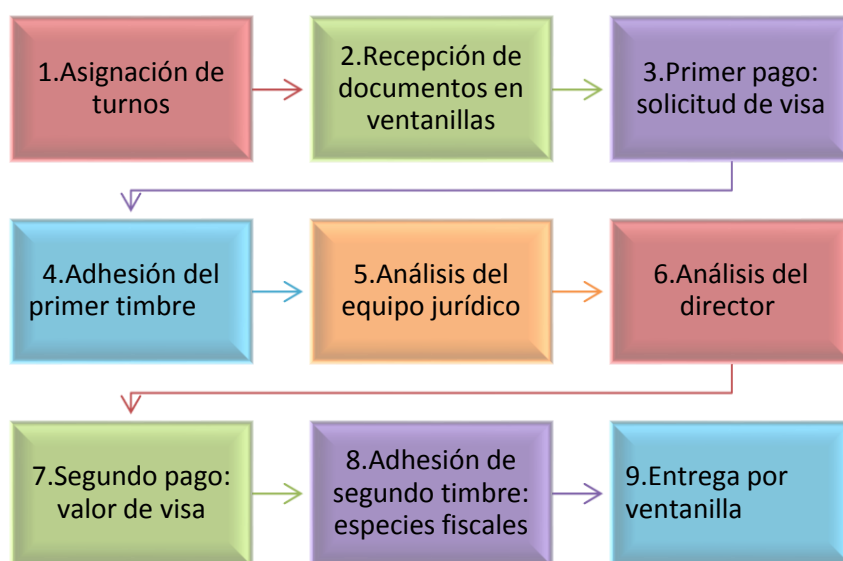 1.Asignación de
turnos
2.Recepción de
documentos en
ventanillas
3.Primer pago:
solicitud de visa
4.Adhesión del
primer timbre
5.Análisis del
equipo jurídico
6.Análisis del
director
7.Segundo pago:
valor de visa
8.Adhesión de
segundo timbre:
especies fiscales
9.Entrega por
ventanilla